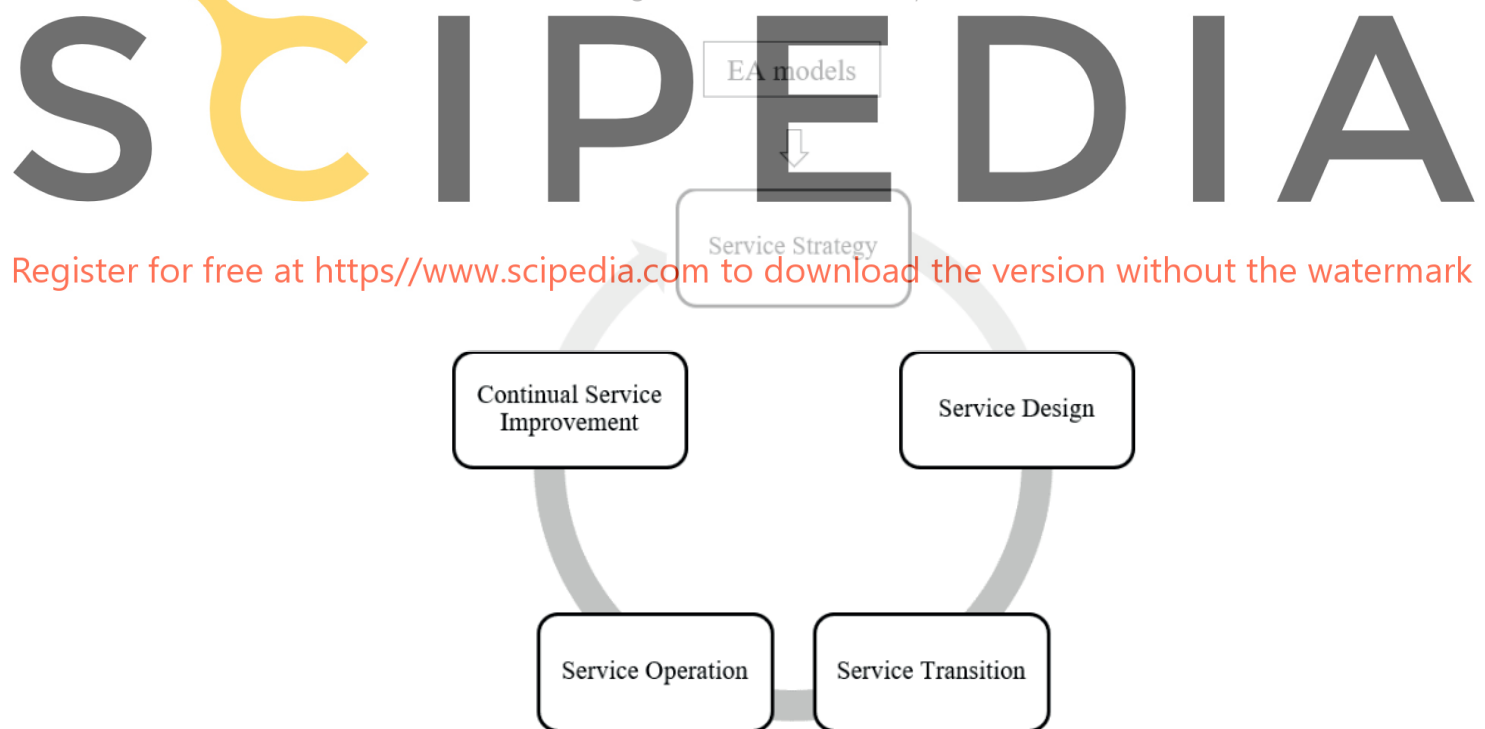 SCIPEDIA
EA models
Service Strategy
Register for free at https//www.scipedia.com to download the version without the watermark
Continual Service
Improvement
Service Design
Service Operation
Service Transition